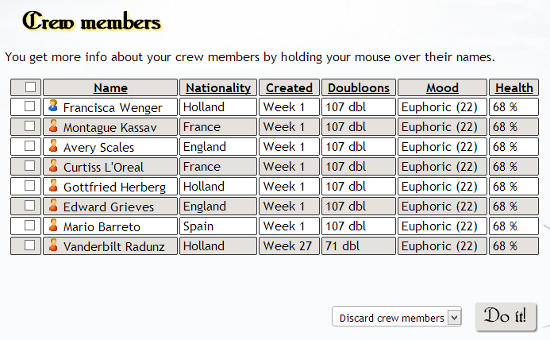 Crew members
You get more info about your crew members by holding your mouse over their names.
Name Nationality Created Doubloons Mood Health
Francisca Wenger Holland Week 1 107 dbl Euphoric (22) 68 %
Montague Kassav France Week 1 107 dbl Euphoric (22) 68 %
Avery Scales England Week 1 107 dbl Euphoric (22) 68 %
Curtiss L'Oreal France Week 1 107 dbl Euphoric (22) 68 %
Gottfried Herberg Holland Week 1 107 dbl Euphoric (22) 68 %
Edward Grieves England Week 1 107 dbl Euphoric (22) 68 %
Mario Barreto Spain Week 1 107 dbl Euphoric (22) 68 %
Vanderbilt Radunz Holland Week 27 71 dbl Euphoric (22) 68 %
Discard crew members Do it!